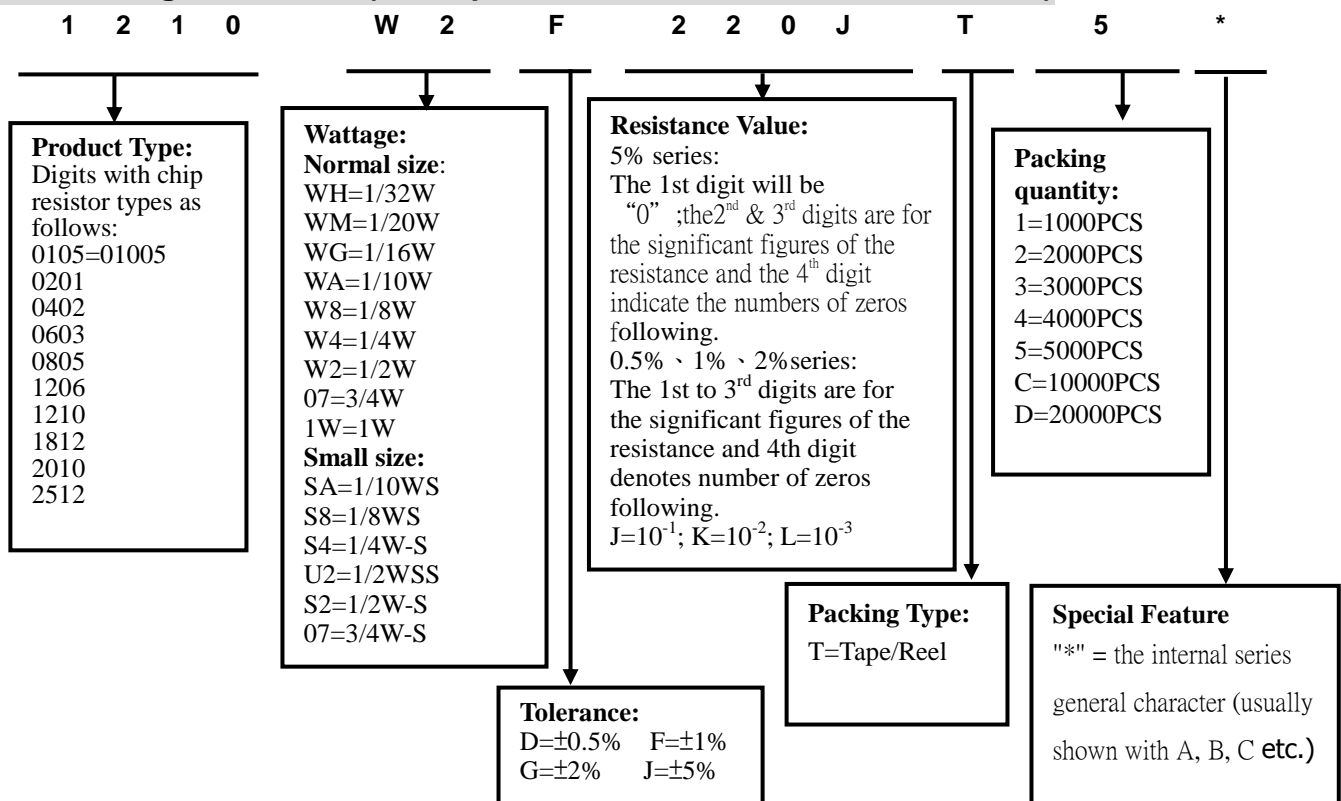 1 2 1 0 W 2 F 2 2 0 J T 5 *
Product Type:
Digits with chip
resistor types as
follows:
0105=01005
0201
0402
0603
0805
1206
1210
1812
2010
2512
Wattage:
Normal size:
WH=1/32W
WM=1/20W
WG=1/16W
WA=1/10W
W8=1/8W
W4=1/4W
W2=1/2W
07=3/4W
1W=1W
Small size:
SA=1/10WS
S8=1/8WS
S4=1/4W-S
U2=1/2WSS
S2=1/2W-S
07=3/4W-S
Tolerance:
D=±0.5% F=±1%
G=±2% J=±5%
Resistance Value:
5% series:
The 1st digit will be
“0” ;the2nd & 3rd digits are for
the significant figures of the
resistance and the 4th digit
indicate the numbers of zeros
following.
0.5%、1%、2%series:
The 1st to 3rd digits are for
the significant figures of the
resistance and 4th digit
denotes number of zeros
following.
J=10-1; K=10-2; L=10-3
Packing Type:
T=Tape/Reel
Packing
quantity:
1=1000PCS
2=2000PCS
3=3000PCS
4=4000PCS
5=5000PCS
C=10000PCS
D=20000PCS
Special Feature
"*" = the internal series
general character (usually
shown with A, B, C etc.)